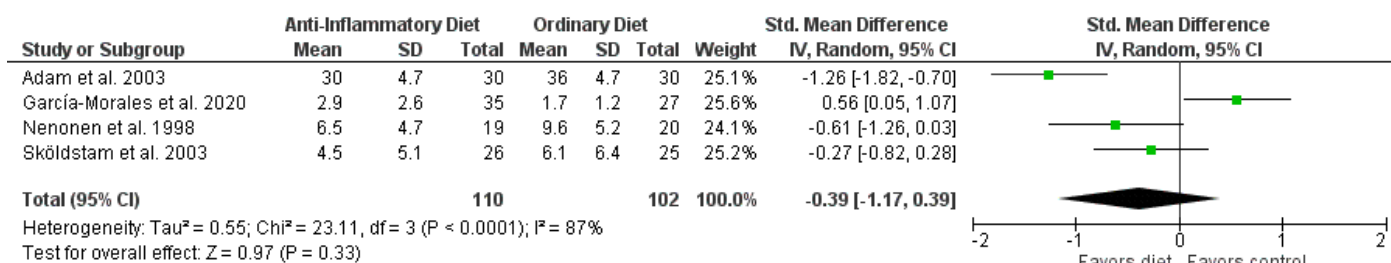 Anti-Inflammatory Diet Ordinary Diet Std. Mean Difference Std. Mean Difference
Study or Subgroup Mean SD Total Mean SD Total Weight IV, Random, 95% CI IV, Random, 95% CI
Adam et al. 2003 30 4.7 30 36 4.7 30 25.1% -1.26 [-1.82, -0.70]
García-Morales et al. 2020 2.9 2.6 35 1.7 1.2 27 25.6% 0.56 [0.05, 1.07]
Nenonen et al. 1998 6.5 4.7 19 9.6 5.2 20 24.1% -0.61 [-1.26, 0.03]
Sköldstam et al. 2003 4.5 5.1 26 6.1 6.4 25 25.2% -0.27 [-0.82, 0.28]
Total (95% CI) 110 102 100.0% -0.39 [-1.17, 0.39]
Heterogeneity: Tau² = 0.55; Chi² = 23.11, df = 3 (P < 0.0001); I² = 87%
Test for overall effect: Z = 0.97 (P = 0.33)
-2 -1 0 1 2
Favors diet Favors control